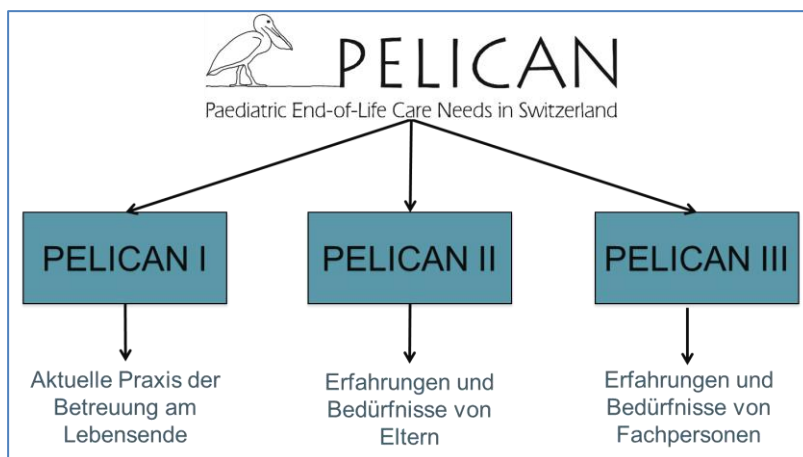 PELICAN
Paediatric End-of-Life Care Needs in Switzerland
PELICAN I
PELICAN II
PELICAN III
Aktuelle Praxis der
Betreuung am
Lebensende
Erfahrungen und
Bedürfnisse von
Eltern
Erfahrungen und
Bedürfnisse von
Fachpersonen